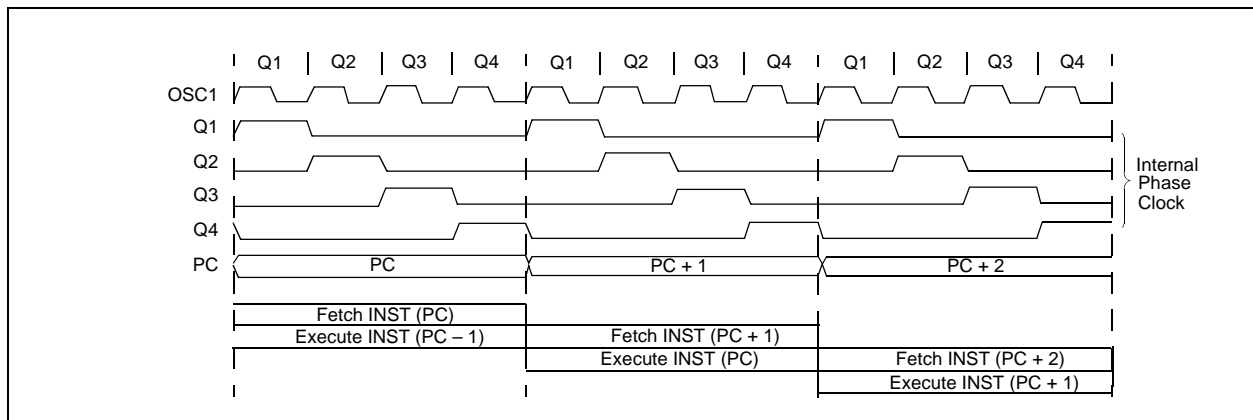 Q1 Q2 Q3 Q4 Q1 Q2 Q3 Q4 Q1 Q2 Q3 Q4
OSC1
Q1
Q2
Q3
Q4
Internal
Phase
Clock
PC PC PC + 1 PC + 2
Fetch INST (PC)
Execute INST (PC – 1) Fetch INST (PC + 1)
Execute INST (PC) Fetch INST (PC + 2)
Execute INST (PC + 1)